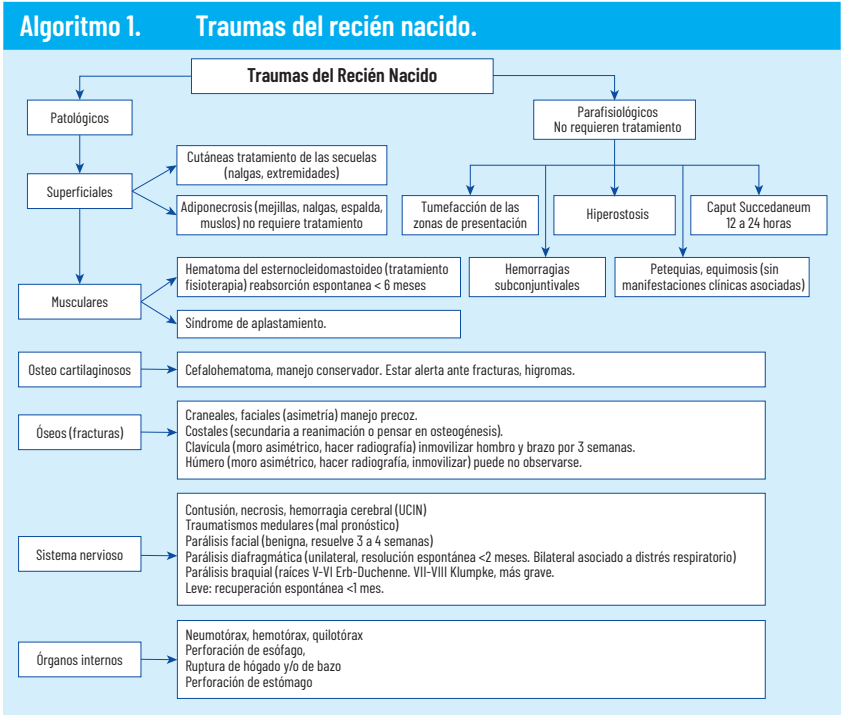 Algoritmo 1. Traumas del recién nacido.
Traumas del Recién Nacido
Patológicos
Parafisiológicos
No requieren tratamiento
Superficiales
Cutáneas tratamiento de las secuelas
(nalgas, extremidades)
Adiponecrosis (mejillas, nalgas, espalda,
muslos) no requiere tratamiento
Tumefacción de las
zonas de presentación
Hiperostosis
Caput Succedaneum
12 a 24 horas
Hemorragias
subconjuntivales
Petequias, equimosis (sin
manifestaciones clínicas asociadas)
Musculares
Hematoma del esternocleidomastoideo (tratamiento
fisioterapia) reabsorción espontanea < 6 meses
Síndrome de aplastamiento.
Osteo cartilaginosos
Cefalohematoma, manejo conservador. Estar alerta ante fracturas, higromas.
Óseos (fracturas)
Craneales, faciales (asimetría) manejo precoz.
Costales (secundaria a reanimación o pensar en osteogénesis).
Clavícula (moro asimétrico, hacer radiografía) inmovilizar hombro y brazo por 3 semanas.
Húmero (moro asimétrico, hacer radiografía, inmovilizar) puede no observarse.
Sistema nervioso
Contusión, necrosis, hemorragia cerebral (UCIN)
Traumatismos medulares (mal pronóstico)
Parálisis facial (benigna, resuelve 3 a 4 semanas)
Parálisis diafragmática (unilateral, resolución espontánea <2 meses. Bilateral asociado a distrés respiratorio)
Parálisis braquial (raíces V-VI Erb-Duchenne. VII-VIII Klumpke, más grave.
Leve: recuperación espontánea <1 mes.
Órganos internos
Neumotórax, hemotórax, quilotórax
Perforación de esófago,
Ruptura de hógado y/o de bazo
Perforación de estómago